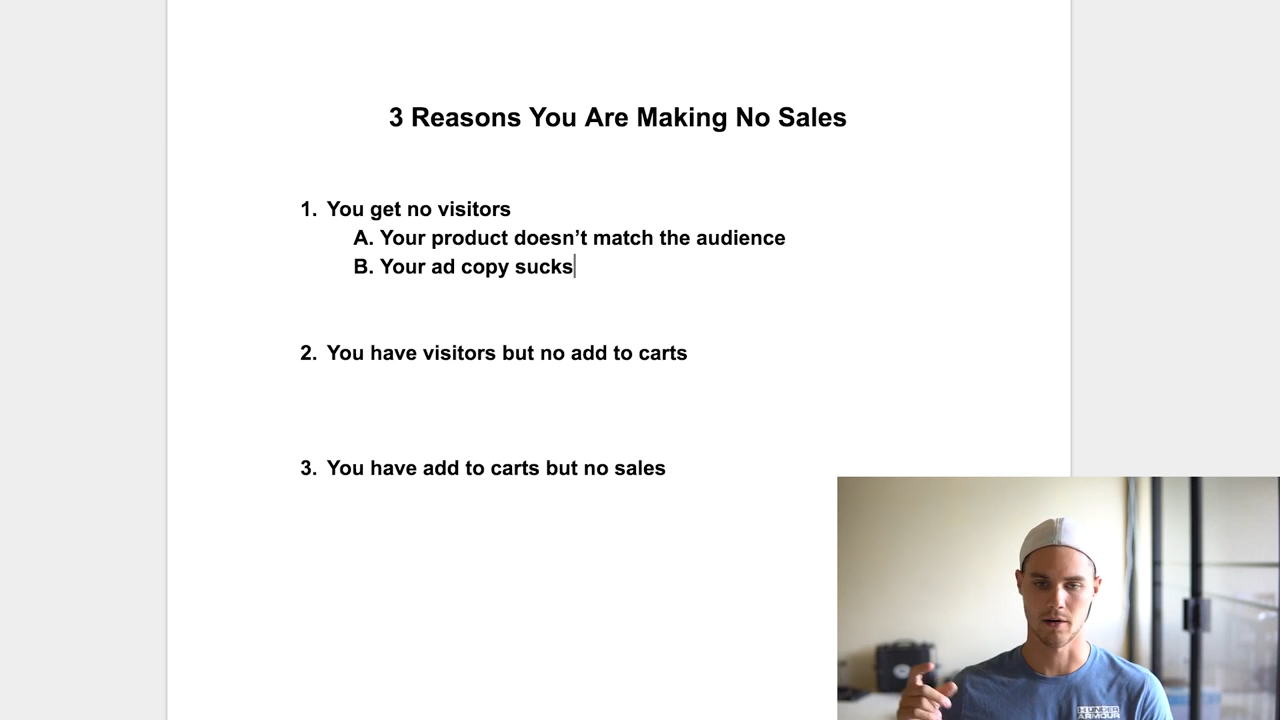 3 Reasons You Are Making No Sales
1. You get no visitors
A. Your product doesn’t match the audience
B. Your ad copy sucks
2. You have visitors but no add to carts
3. You have add to carts but no sales
UNDER
ARMOUR